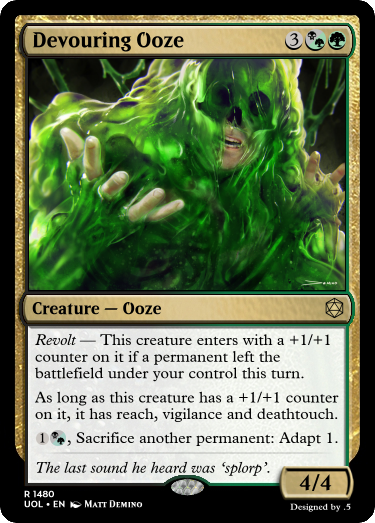 Devouring Ooze 3
Creature — Ooze
Revolt — This creature enters with a +1/+1
counter on it if a permanent left the
battlefield under your control this turn.
As long as this creature has a +1/+1 counter
on it, it has reach, vigilance and deathtouch.
1, Sacrifice another permanent: Adapt 1.
The last sound he heard was ‘splorp’.
4/4
R 1480
UOL • EN Matt Demino
Designed by .5